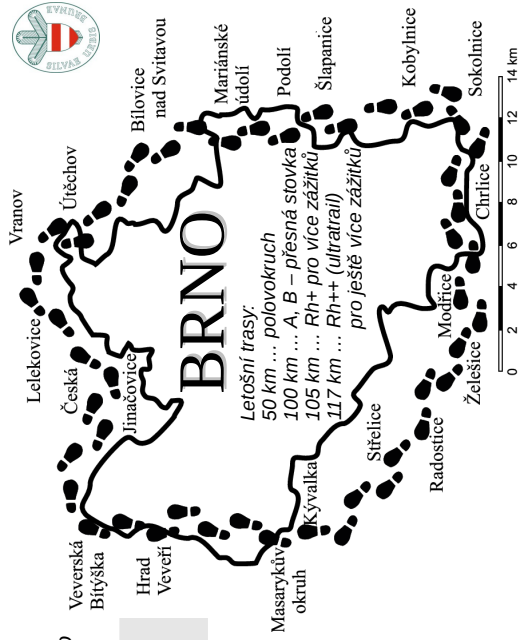 Vranov
Útěchov
Bílovice
nad Svitavou
Mariánské
údolí
Podolí
Šlapanice
Kobylnice
Sokolnice
Lelekovice
Česká
Jinačovice
BRNO
Letošní trasy:
50 km ... polovokruch
100 km ... A, B – přesná stovka
105 km ... Rh+ pro více zážitků
117 km ... Rh++ (ultratrail)
pro ještě více zážitků
Chrlice
Modřice
Želešice
Veverská
Bítýška
Hrad
Veveří
Masarykův
okruh
Kývalka
Střelice
Radostice
0 2 4 6 8 10 12 14 km